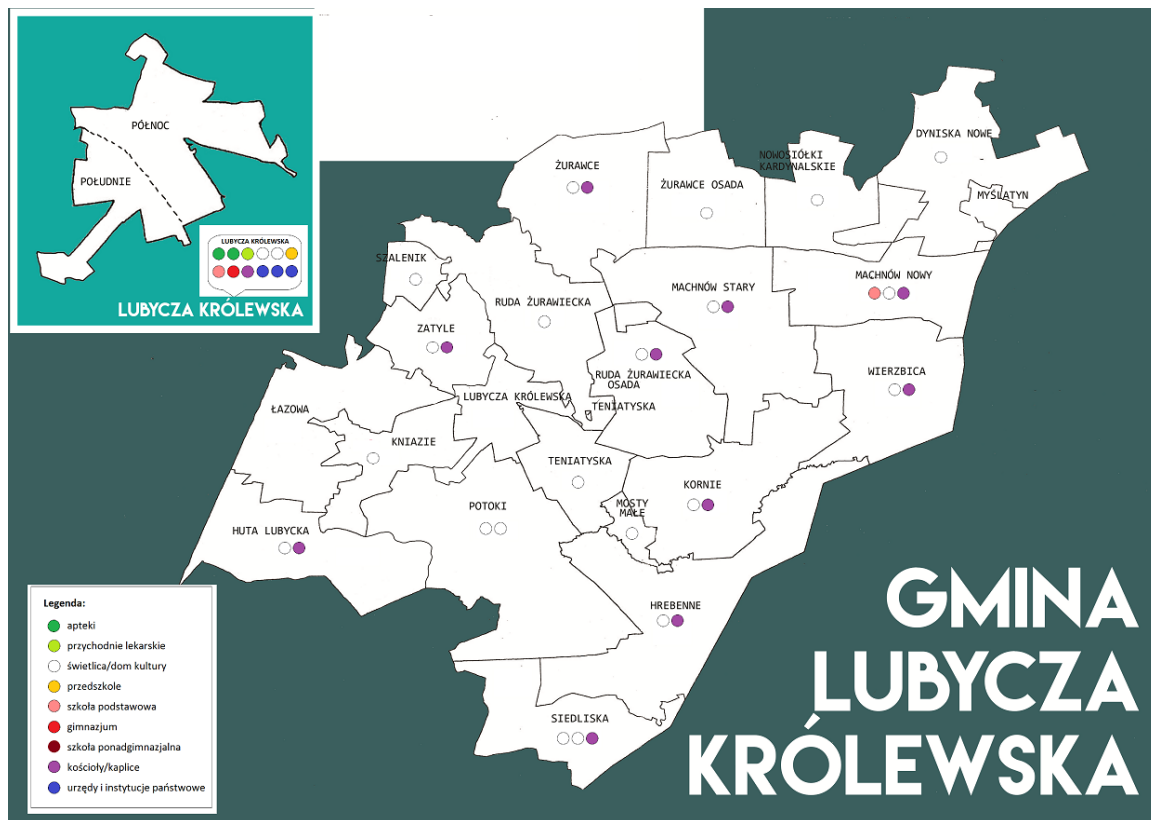 PÓŁNOC
POŁUDNIE
LUBYCZA KRÓLEWSKA
LUBYCZA KRÓLEWSKA
DYNISKA NOWE
NOWOSIÓŁKI
KARDYNALSKIE
ŻURAWCE
ŻURAWCE OSADA
MYŚLATYN
SZALENIK
MACHNÓW NOWY
MACHNÓW STARY
RUDA ŻURAWIECKA
ZATYLE
RUDA ŻURAWIECKA
OSADA
WIERZBICA
LUBYCZA KRÓLEWSKA
TENIATYSKA
ŁAZOWA
KNIAZIE
TENIATYSKA
KORNIE
MOSTY
MAŁE
POTOKI
HUTA LUBYCKA
HREBENNE
SIEDLISKA
Legenda:
apteki
przychodnie lekarskie
świetlica/dom kultury
przedszkole
szkoła podstawowa
gimnazjum
szkoła ponadgimnazjalna
kościoły/kaplice
urzędy i instytucje państwowe
GMINA
LUBYCZA
KRÓLEWSKA